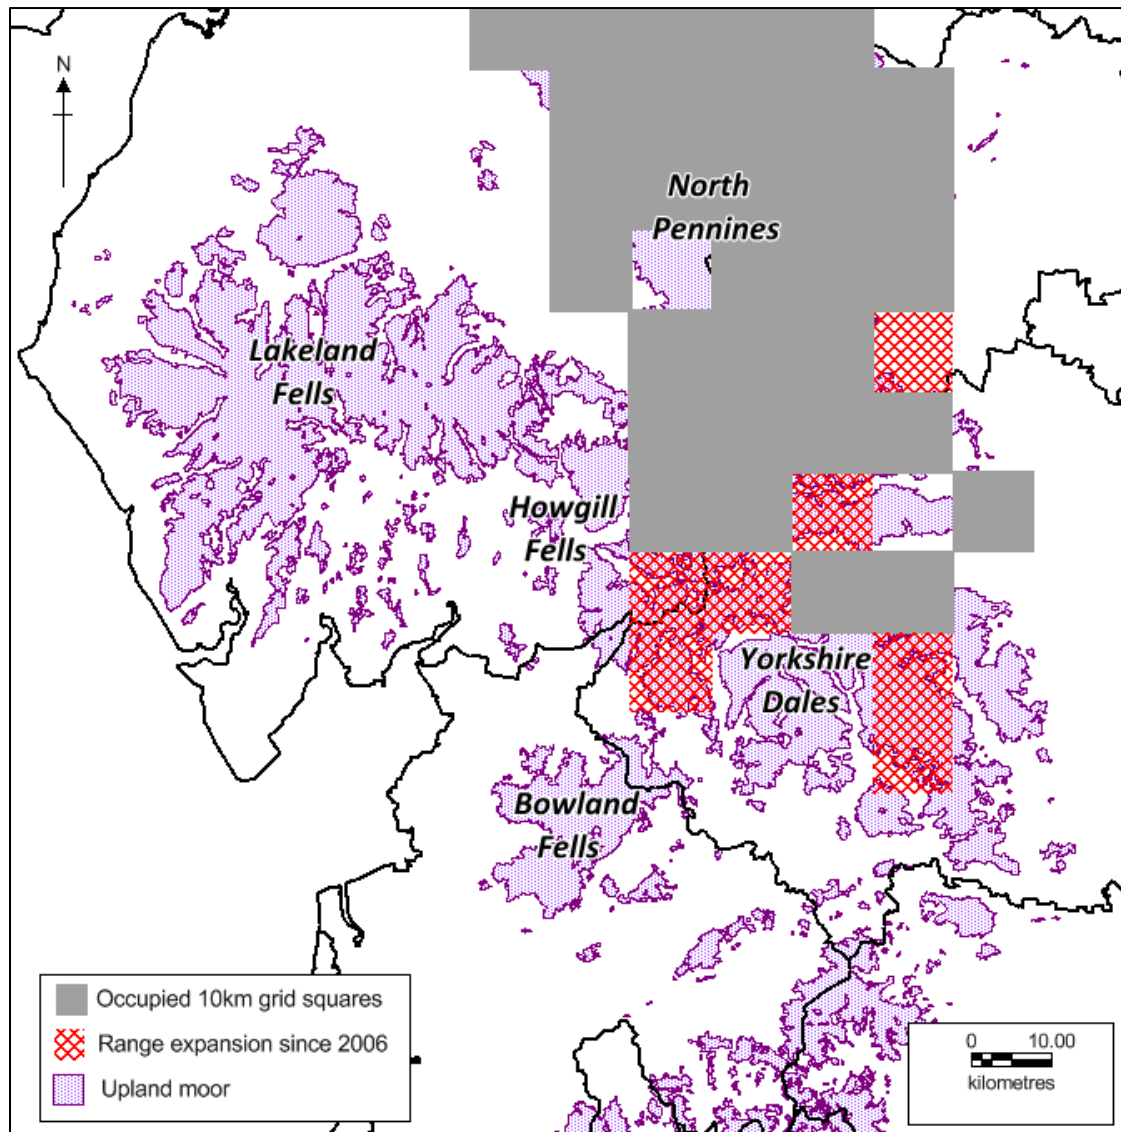 N
North
Pennines
Lakeland
Fells
Howgill
Fells
Yorkshire
Dales
Bowland
Fells
Occupied 10km grid squares
Range expansion since 2006
Upland moor
0 10.00
kilometres